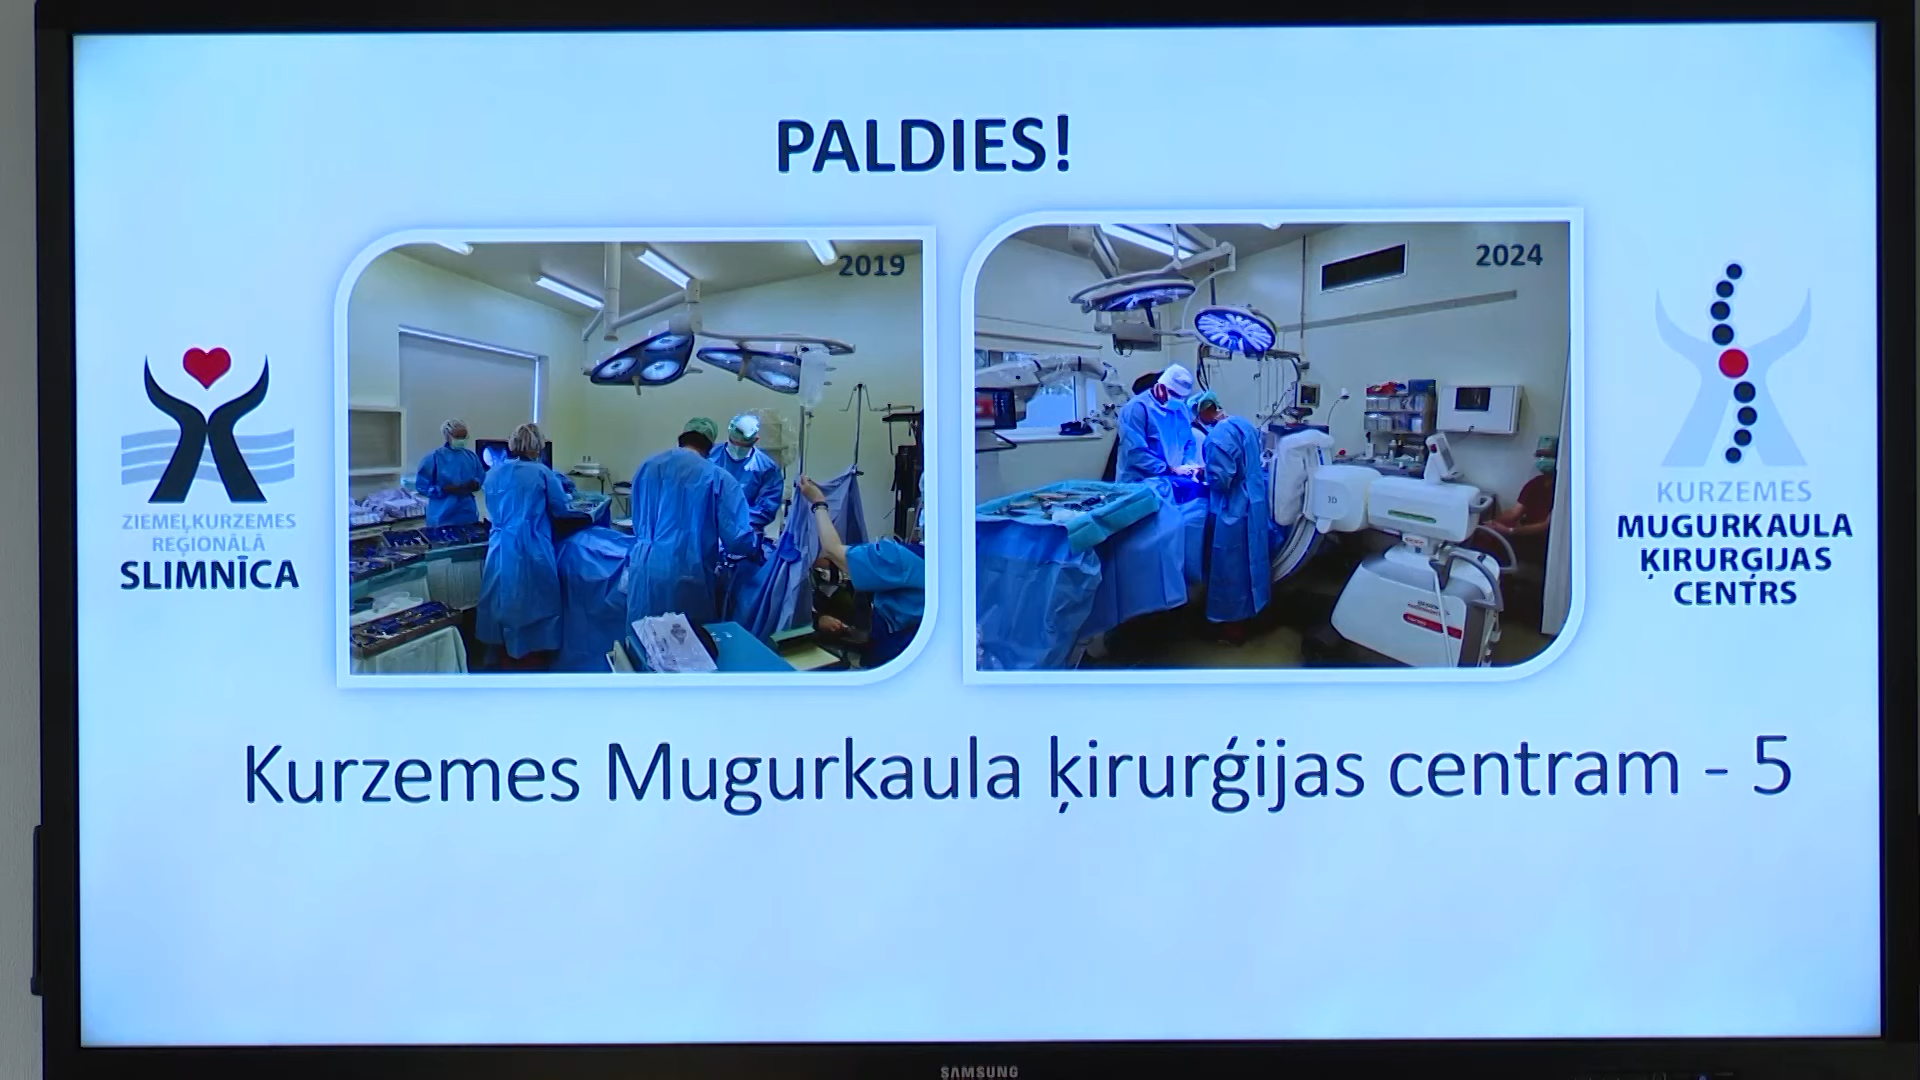 PALDIES!
2019
2024
ZIEMEĻKURZEMES
REĢIONĀLĀ
SLIMNĪCA
KURZEMES
MUGURKAULA
ĶIRURĢIJAS
CENTRS
Kurzemes Mugurkaula ķirurģijas centram - 5
SAMSUNG